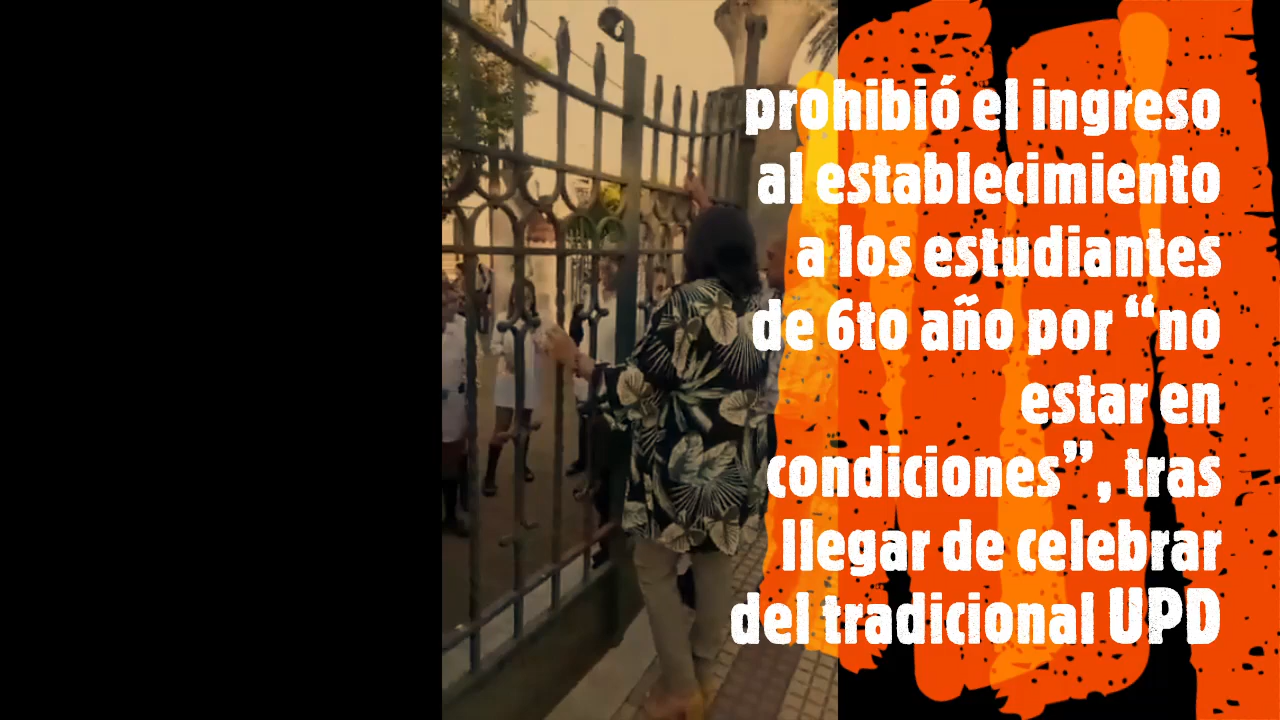 prohibió el ingreso
al establecimiento
a los estudiantes
de 6to año por “no
estar en
condiciones”, tras
llegar de celebrar
del tradicional UPD